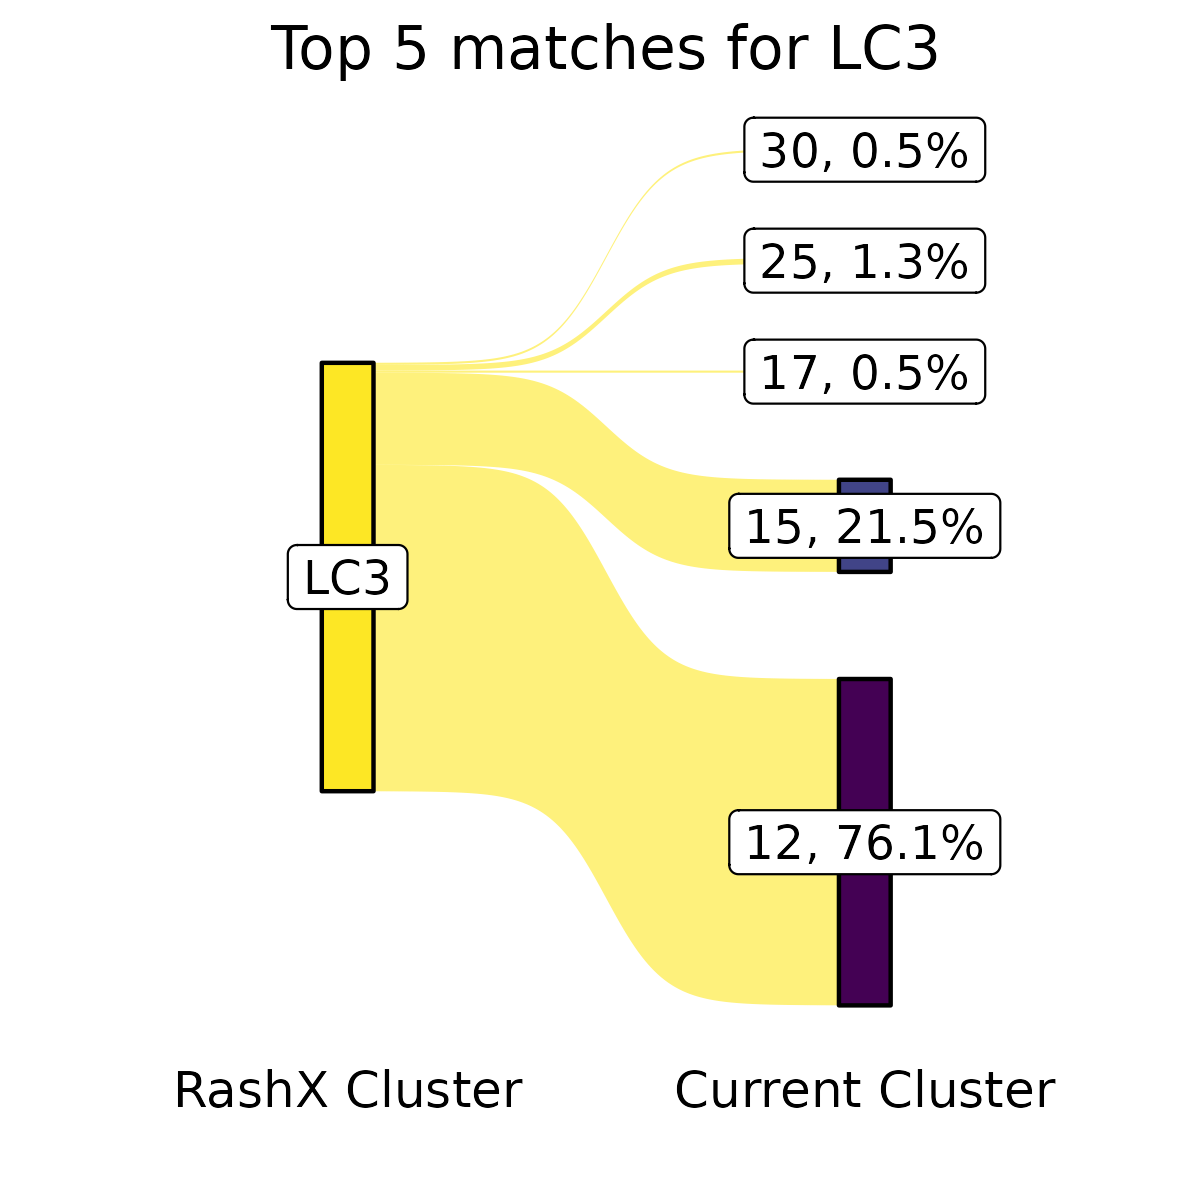 Top 5 matches for LC3
30, 0.5%
25, 1.3%
17, 0.5%
15, 21.5%
LC3
12, 76.1%
RashX Cluster
Current Cluster